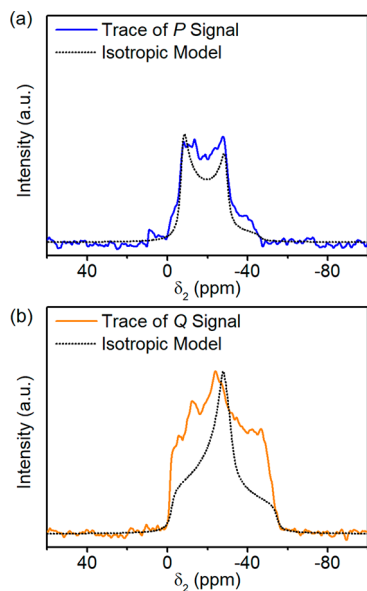 (a)
Trace of P Signal
Isotropic Model
Intensity (a.u.)
40 0 -40 -80
δ2 (ppm)
(b)
Trace of Q Signal
Isotropic Model
Intensity (a.u.)
40 0 -40 -80
δ2 (ppm)